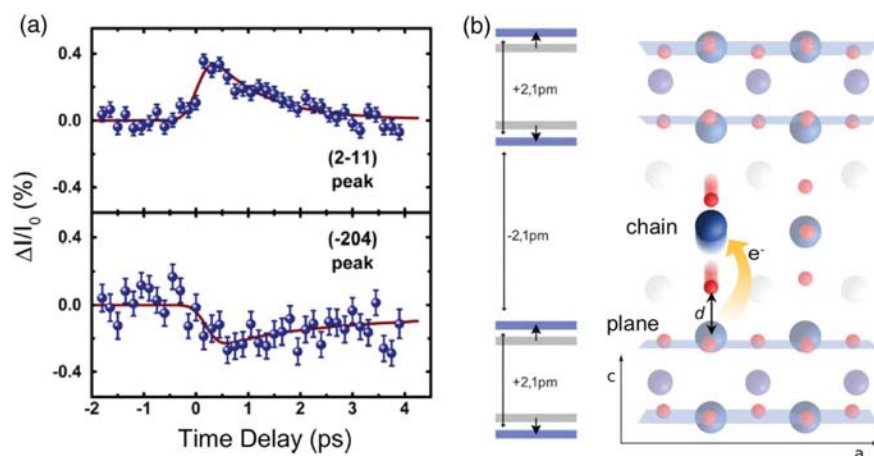 (a)
ΔI/I0 (%)
0.4
0.0
-0.4
(2-11)
peak
0.4
0.0
-0.4
(-204)
peak
-2 -1 0 1 2 3 4
Time Delay (ps)
(b)
+2,1pm
-2,1pm
+2,1pm
chain
e-
d
plane
c
a